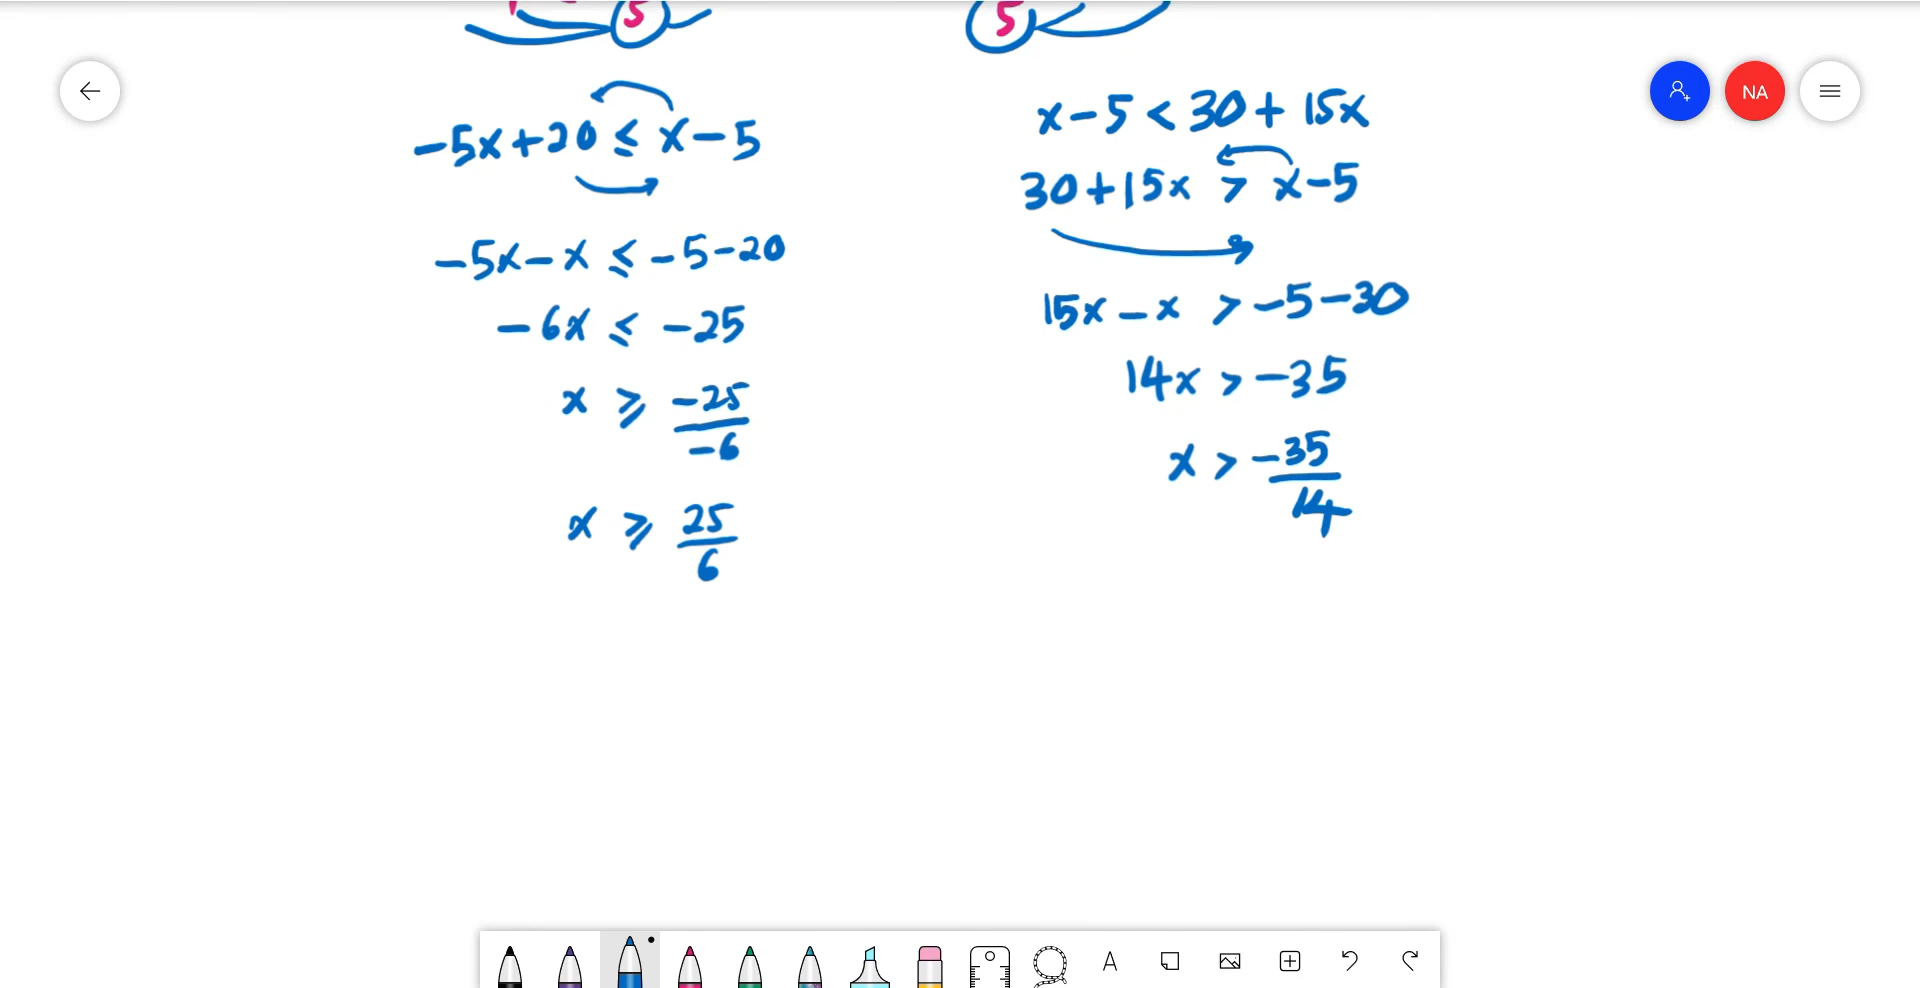 5
-5x+20 ≤ x-5
-5x-x ≤ -5-20
-6x ≤ -25
x ≥ -25/-6
x ≥ 25/6
5
x-5 < 30+15x
30+15x > x-5
15x-x > -5-30
14x > -35
x > -35/14
NA
A